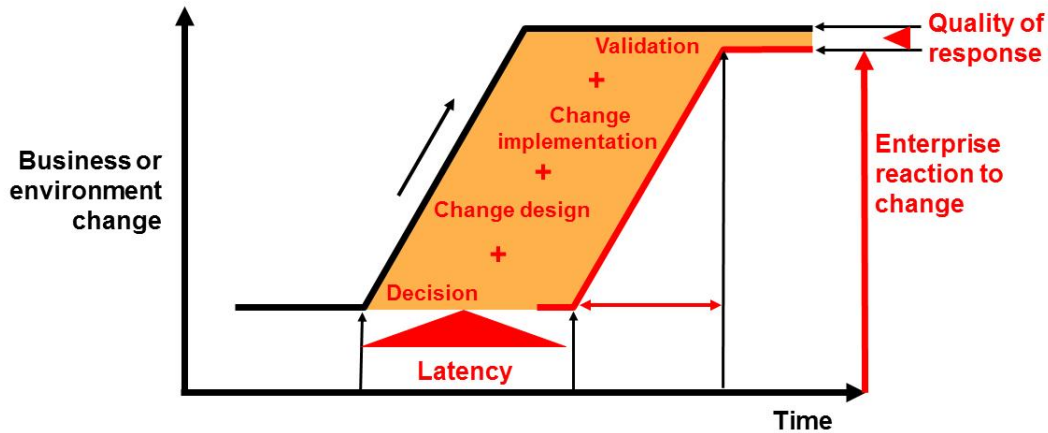 Quality of
response
Validation
+
Change
implementation
+
Change design
+
Decision
Latency
Business or
environment
change
Enterprise
reaction to
change
Time